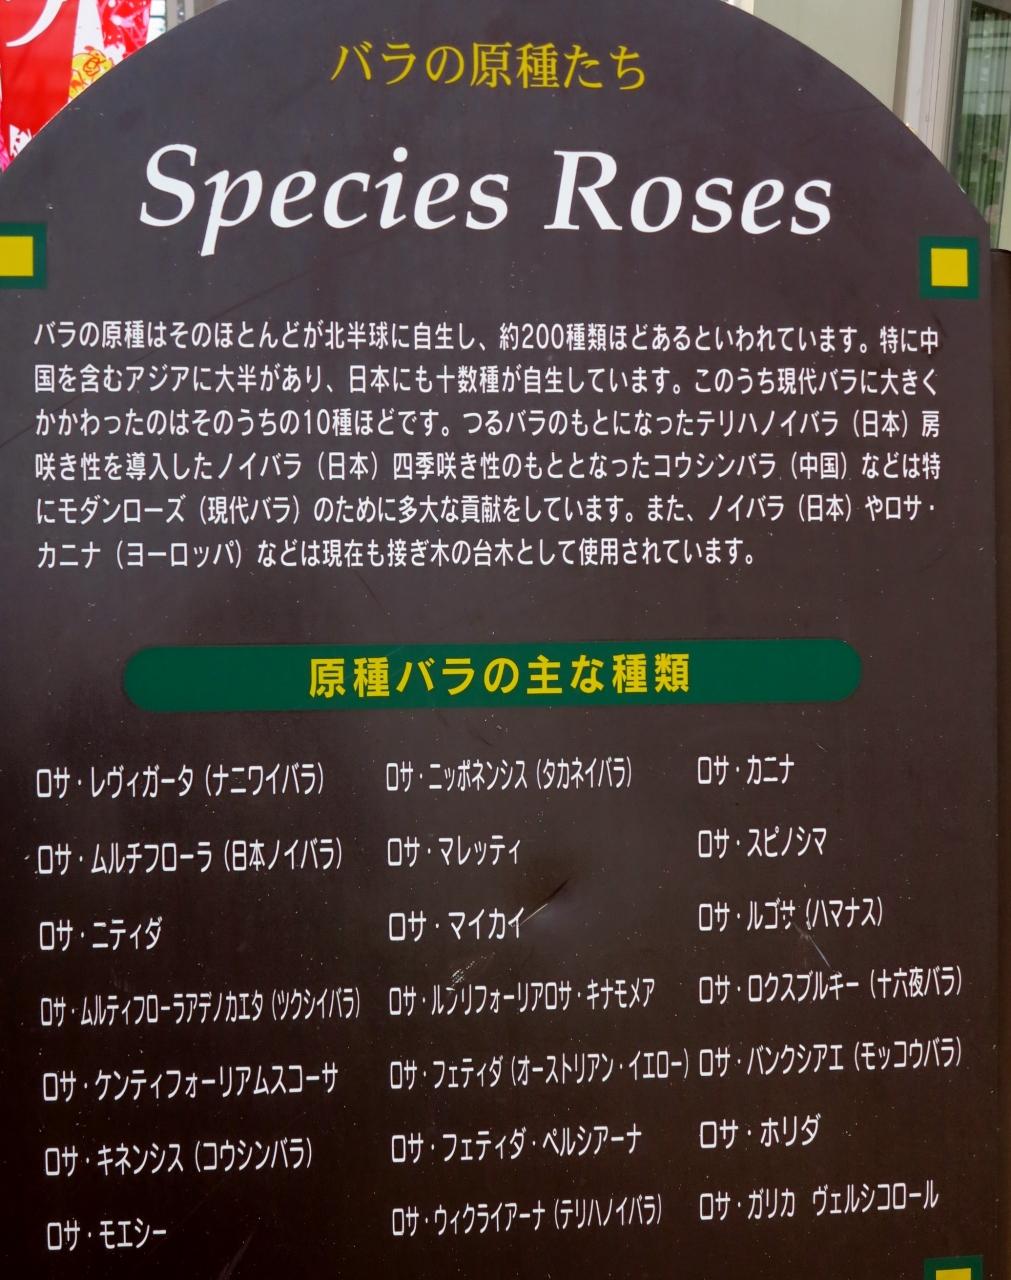 バラの原種たち
Species Roses
バラの原種はそのほとんどが北半球に自生し、約200種類ほどあるといわれています。特に中
国を含むアジアに大半があり、日本にも十数種が自生しています。このうち現代バラに大きく
かかわったのはそのうちの10種ほどです。つるバラのもとになったテリハノイバラ（日本）房
咲き性を導入したノイバラ（日本）四季咲き性のもととなったコウシンバラ（中国）などは特
にモダンローズ（現代バラ）のために多大な貢献をしています。また、ノイバラ（日本）やロサ・
カニナ（ヨーロッパ）などは現在も接ぎ木の台木として使用されています。
原種バラの主な種類
ロサ・レヴィガータ（ナニワイバラ）
ロサ・ムルチフローラ（日本ノイバラ）
ロサ・ニティダ
ロサ・ムルティフローラアデノカエタ（ツクシイバラ）
ロサ・ケンティフォーリアムスコーサ
ロサ・キネンシス（コウシンバラ）
ロサ・モエシー
ロサ・ニッポネンシス（タカネイバラ）
ロサ・マレッティ
ロサ・マイカイ
ロサ・ルブリフォーリアロサ・キナモメア
ロサ・フェティダ（オーストリアン・イエロー）
ロサ・フェティダ・ペルシアーナ
ロサ・ウィクライアーナ（テリハノイバラ）
ロサ・カニナ
ロサ・スピノシマ
ロサ・ルゴサ（ハマナス）
ロサ・ロクスブルキー（十六夜バラ）
ロサ・バンクシアエ（モッコウバラ）
ロサ・ホリダ
ロサ・ガリカ ヴェルシコロール